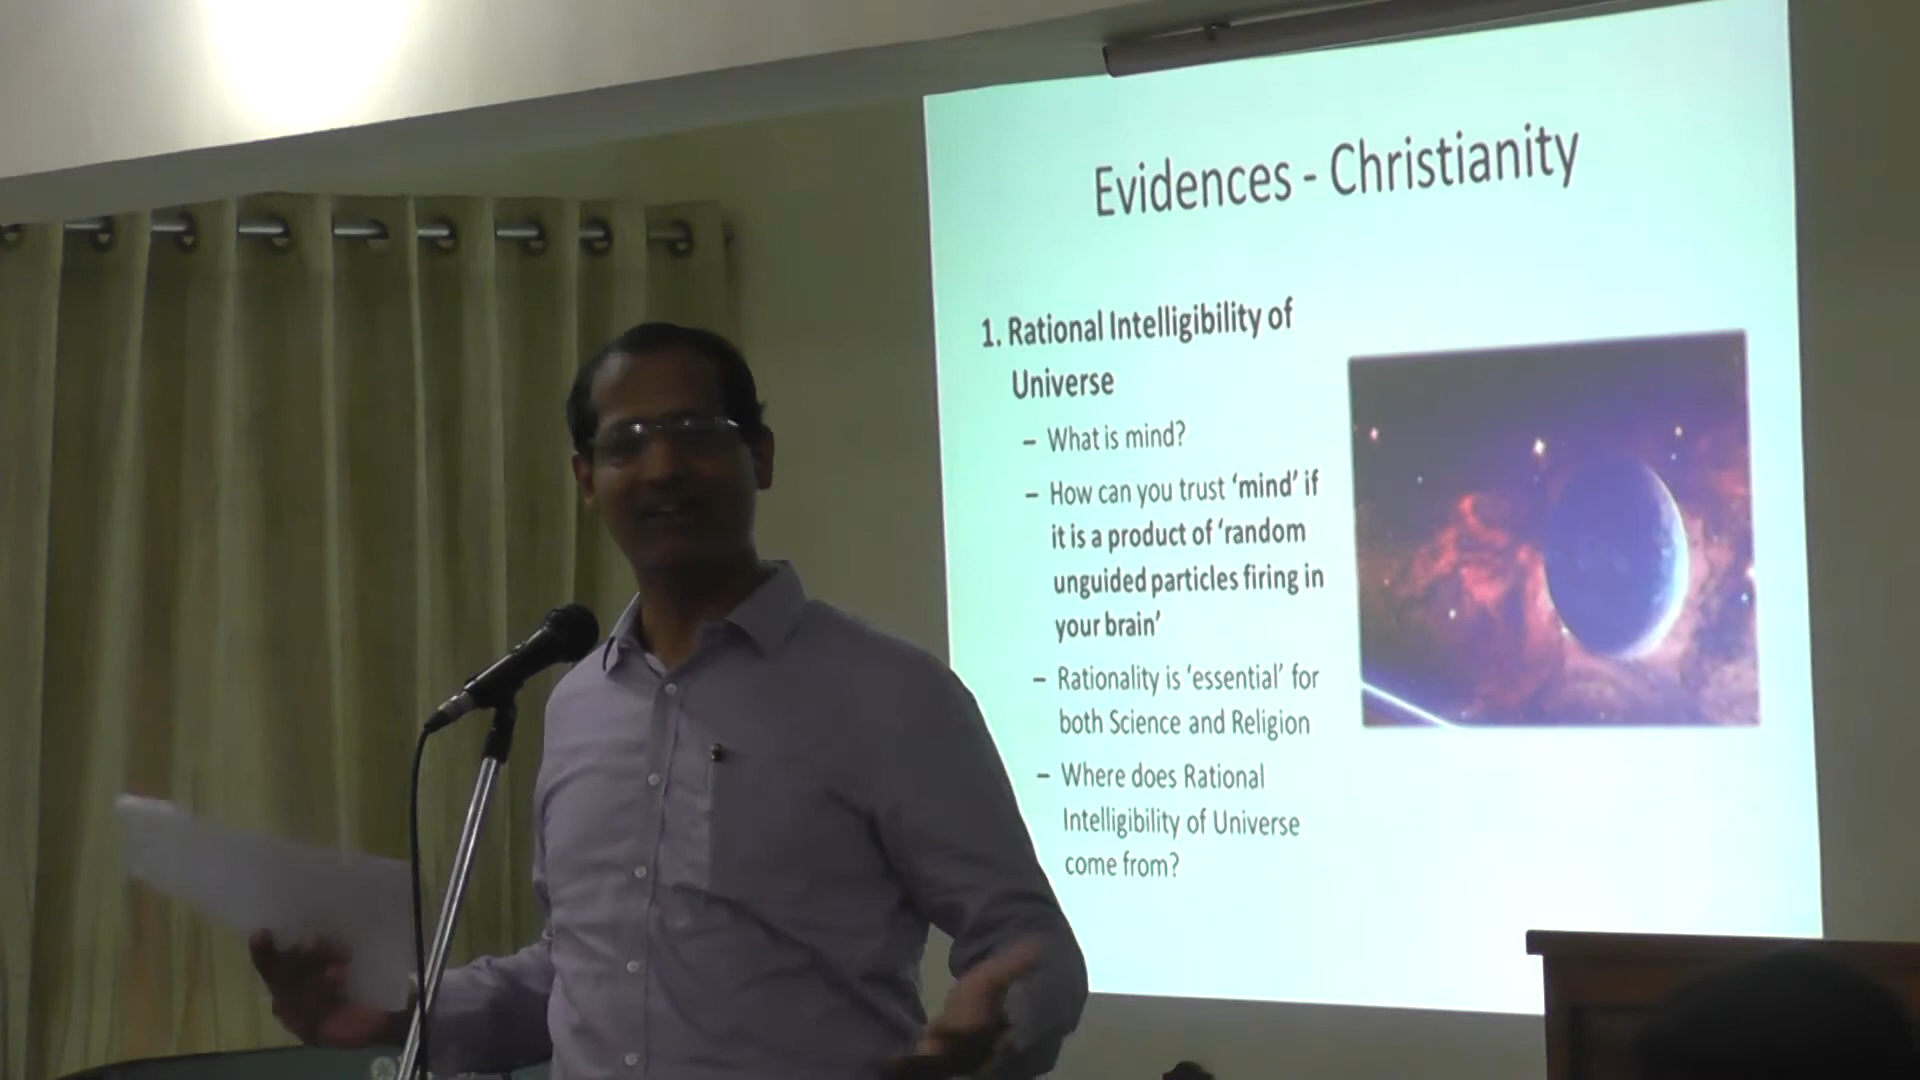 Evidences - Christianity
1. Rational Intelligibility of
Universe
– What is mind?
– How can you trust ‘mind’ if
it is a product of ‘random
unguided particles firing in
your brain’
– Rationality is ‘essential’ for
both Science and Religion
– Where does Rational
Intelligibility of Universe
come from?